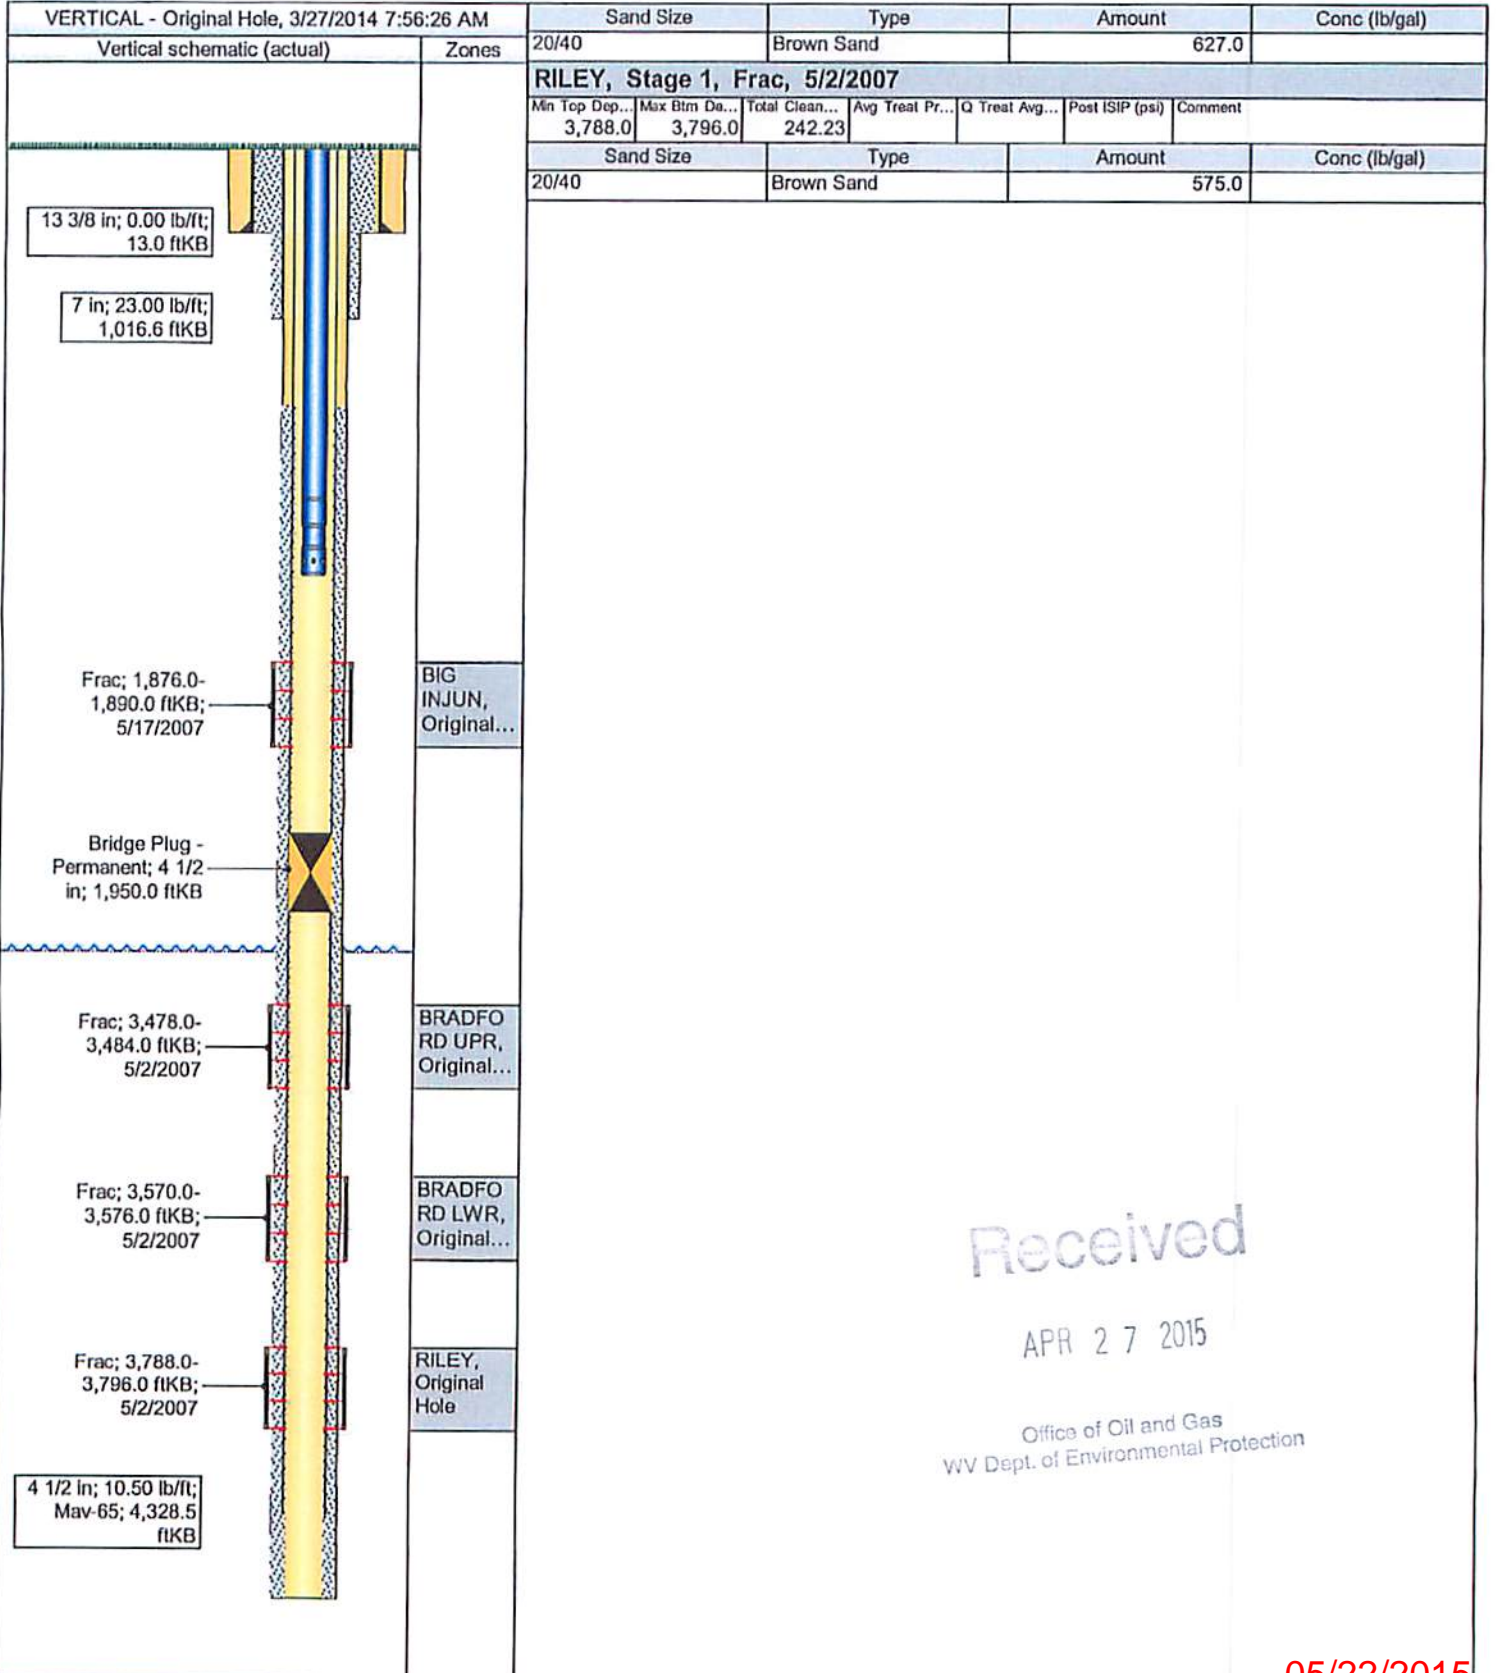 VERTICAL - Original Hole, 3/27/2014 7:56:26 AM
Vertical schematic (actual) Zones
Sand Size Type Amount Conc (lb/gal)
20/40 Brown Sand 627.0
RILEY, Stage 1, Frac, 5/2/2007
Min Top Dep... Max Btm De... Total Clean... Avg Treat Pr... Q Treat Avg... Post ISIP (psi) Comment
3,788.0 3,796.0 242.23
Sand Size Type Amount Conc (lb/gal)
20/40 Brown Sand 575.0
13 3/8 in; 0.00 lb/ft;
13.0 ftKB
7 in; 23.00 lb/ft;
1,016.6 ftKB
Frac; 1,876.0-
1,890.0 ftKB;
5/17/2007
BIG
INJUN,
Original...
Bridge Plug -
Permanent; 4 1/2
in; 1,950.0 ftKB
Frac; 3,478.0-
3,484.0 ftKB;
5/2/2007
BRADFO
RD UPR,
Original...
Frac; 3,570.0-
3,576.0 ftKB;
5/2/2007
BRADFO
RD LWR,
Original...
Frac; 3,788.0-
3,796.0 ftKB;
5/2/2007
RILEY,
Original
Hole
4 1/2 in; 10.50 lb/ft;
Mav-65; 4,328.5
ftKB
Received
APR 27 2015
Office of Oil and Gas
WV Dept. of Environmental Protection
05/22/2015